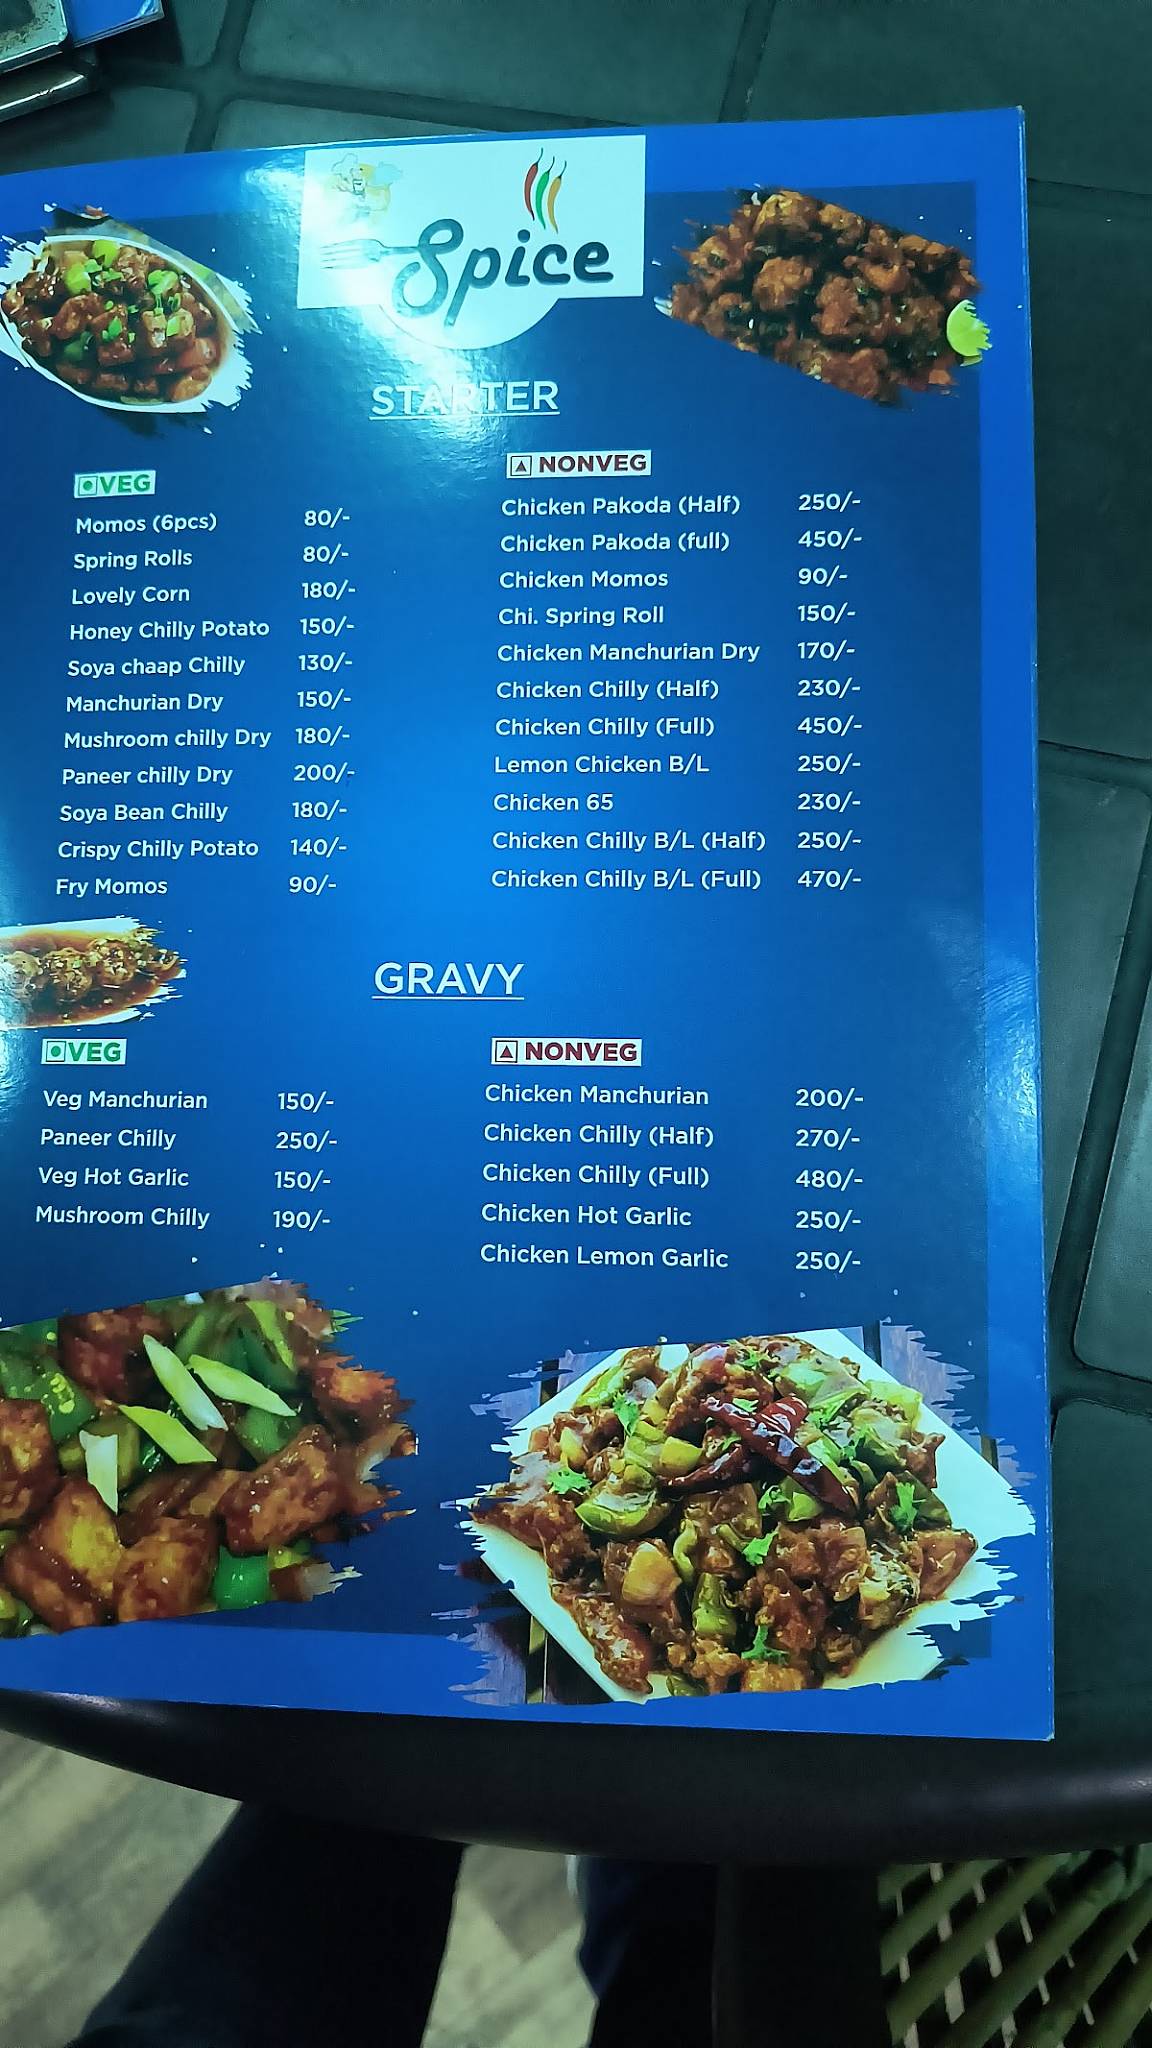 Spice
STARTER
VEG
Momos (6pcs) 80/-
Spring Rolls 80/-
Lovely Corn 180/-
Honey Chilly Potato 150/-
Soya chaap Chilly 130/-
Manchurian Dry 150/-
Mushroom chilly Dry 180/-
Paneer chilly Dry 200/-
Soya Bean Chilly 180/-
Crispy Chilly Potato 140/-
Fry Momos 90/-
NONVEG
Chicken Pakoda (Half) 250/-
Chicken Pakoda (full) 450/-
Chicken Momos 90/-
Chi. Spring Roll 150/-
Chicken Manchurian Dry 170/-
Chicken Chilly (Half) 230/-
Chicken Chilly (Full) 450/-
Lemon Chicken B/L 250/-
Chicken 65 230/-
Chicken Chilly B/L (Half) 250/-
Chicken Chilly B/L (Full) 470/-
GRAVY
VEG
Veg Manchurian 150/-
Paneer Chilly 250/-
Veg Hot Garlic 150/-
Mushroom Chilly 190/-
NONVEG
Chicken Manchurian 200/-
Chicken Chilly (Half) 270/-
Chicken Chilly (Full) 480/-
Chicken Hot Garlic 250/-
Chicken Lemon Garlic 250/-